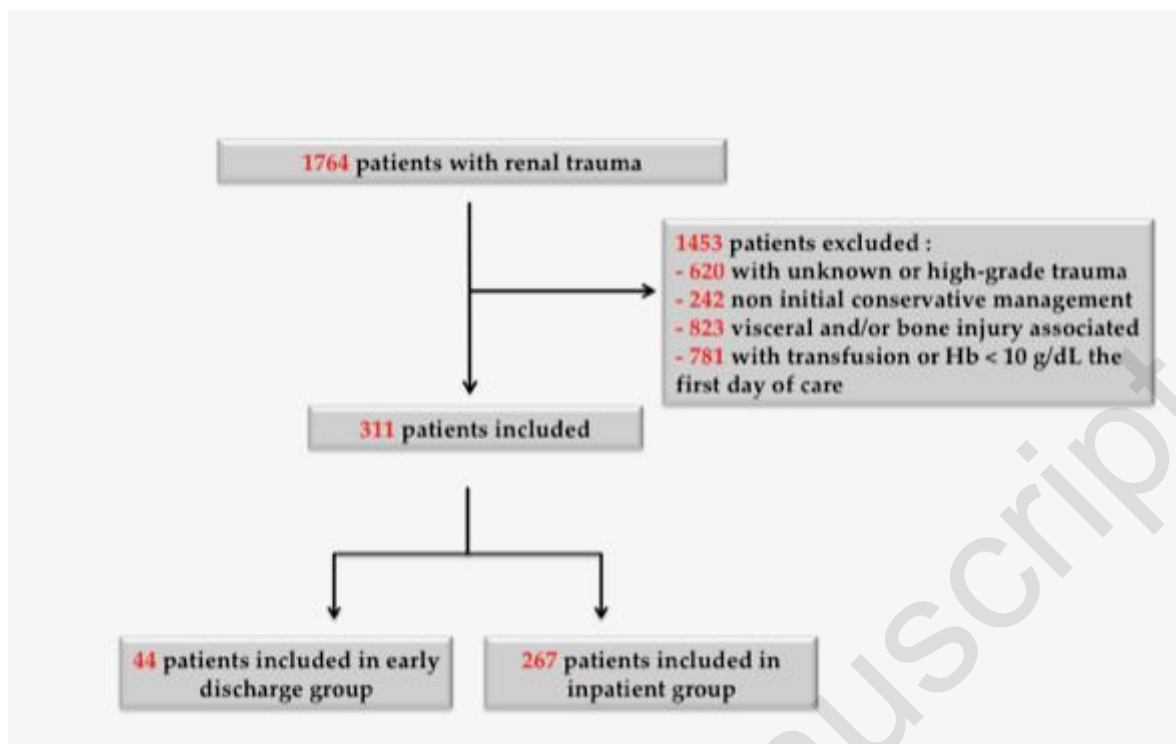 1764 patients with renal trauma
1453 patients excluded :
- 620 with unknown or high-grade trauma
- 242 non initial conservative management
- 823 visceral and/or bone injury associated
- 781 with transfusion or Hb < 10 g/dL the
first day of care
311 patients included
44 patients included in early
discharge group
267 patients included in
inpatient group
uscript